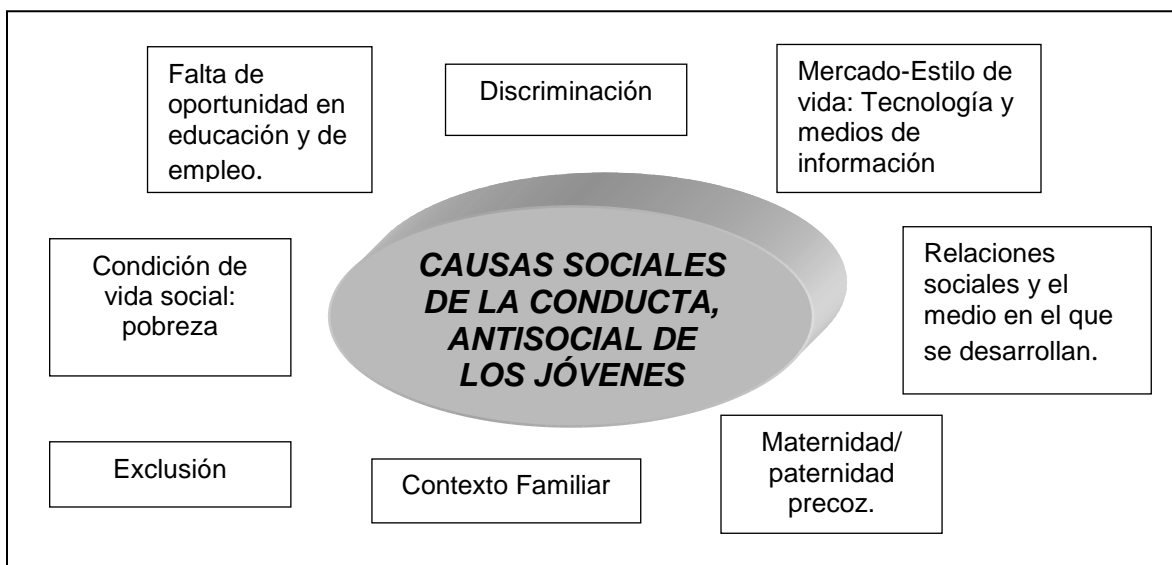 Falta de
oportunidad en
educación y de
empleo.
Discriminación
Mercado-Estilo de
vida: Tecnología y
medios de
información
Condición de
vida social:
pobreza
CAUSAS SOCIALES
DE LA CONDUCTA,
ANTISOCIAL DE
LOS JÓVENES
Relaciones
sociales y el
medio en el que
se desarrollan.
Exclusión
Contexto Familiar
Maternidad/
paternidad
precoz.